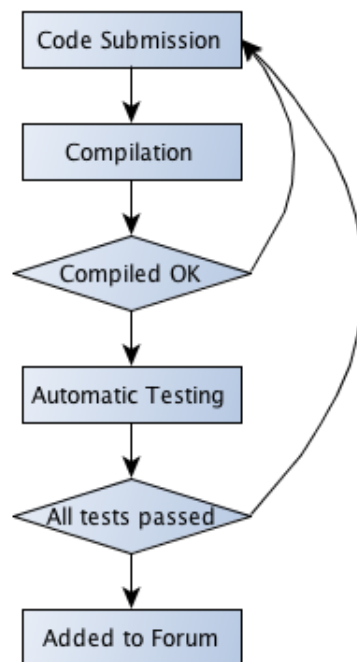 Code Submission
Compilation
Compiled OK
Automatic Testing
All tests passed
Added to Forum